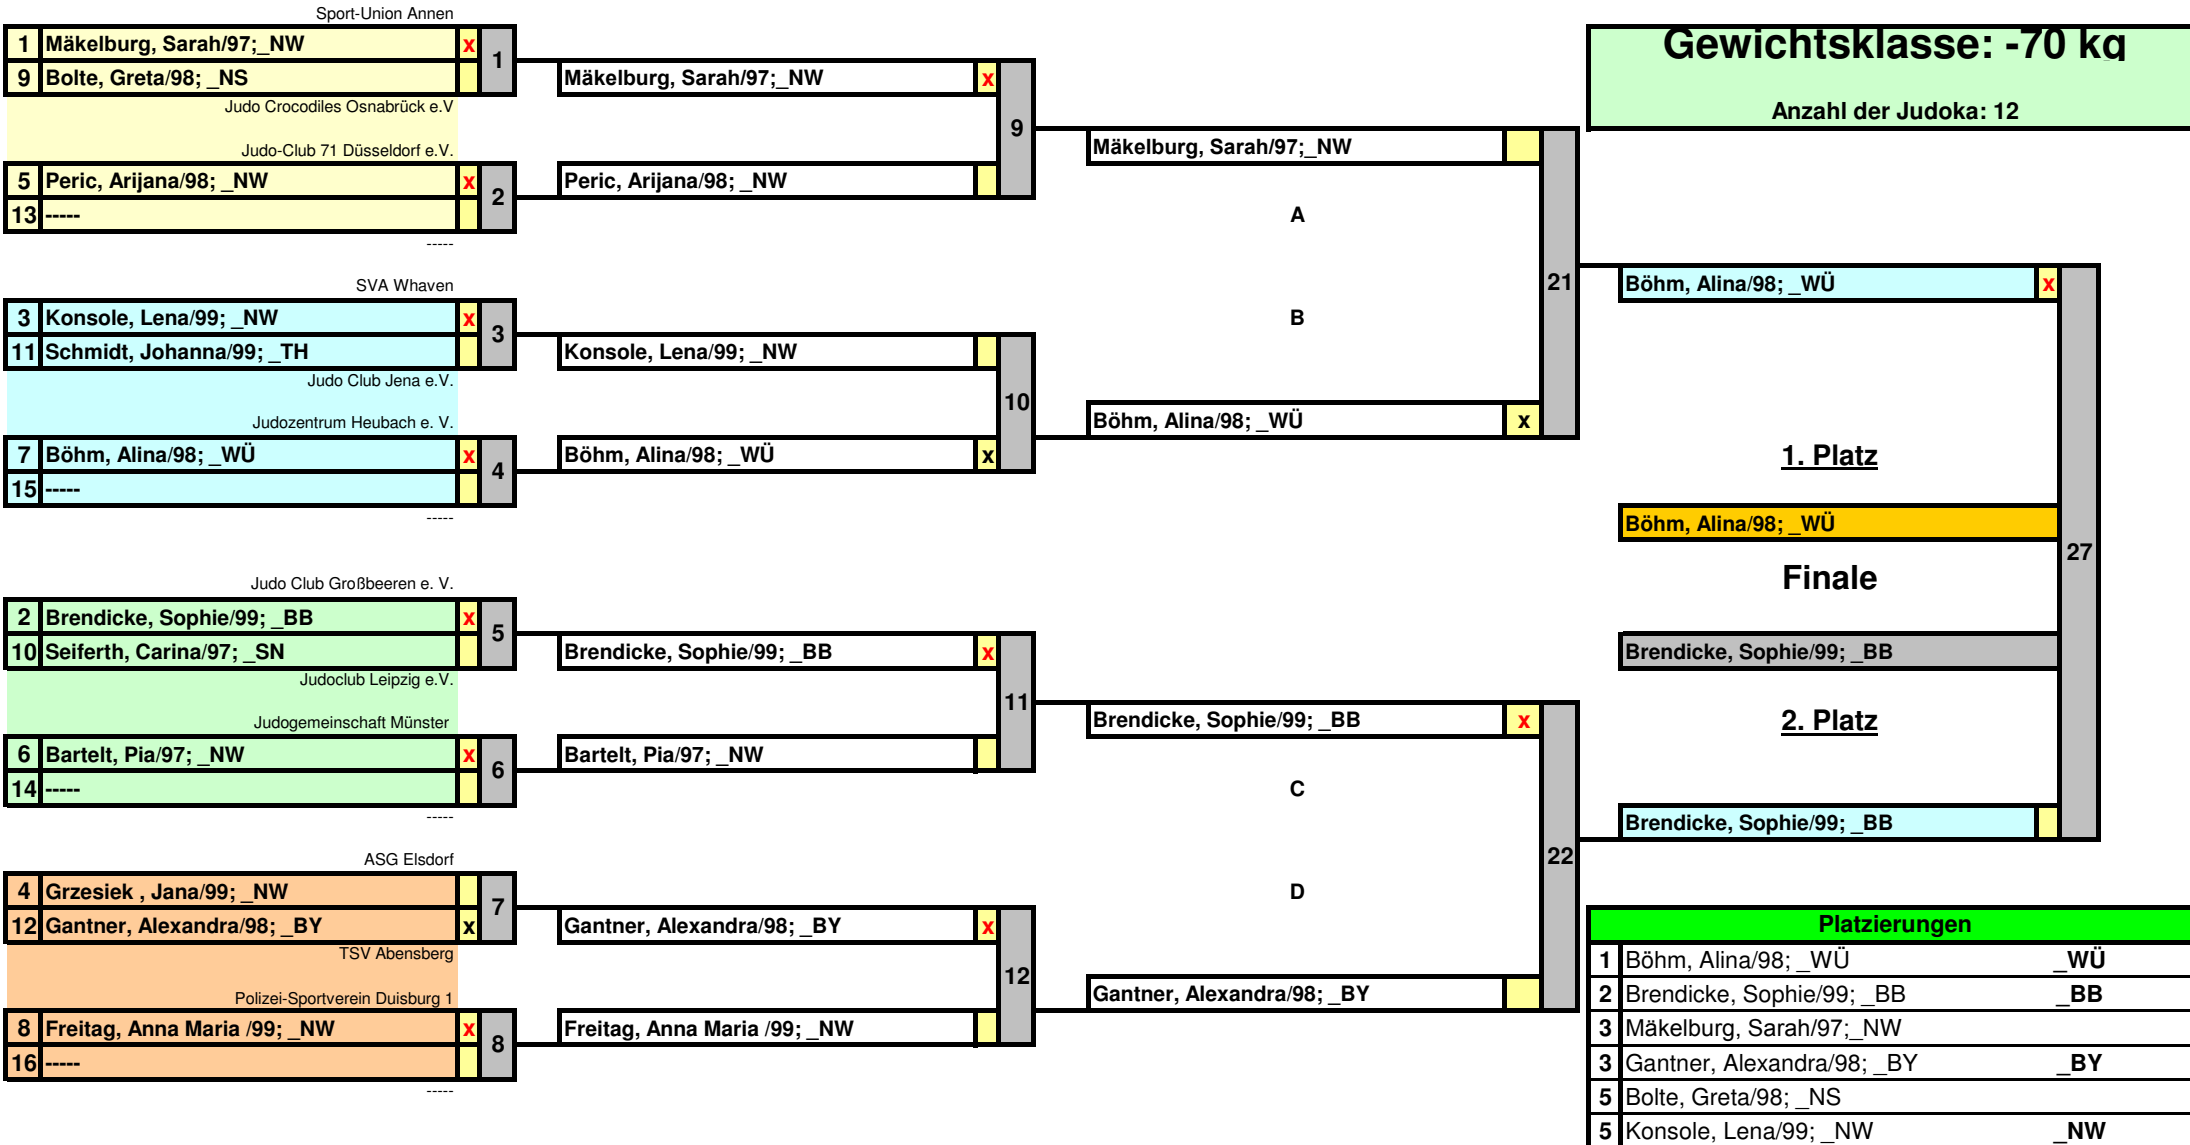 Sport-Union Annen
1 Mäkelburg, Sarah/97;_NW x
1
9 Bolte, Greta/98; _NS
Judo Crocodiles Osnabrück e.V
Judo-Club 71 Düsseldorf e.V.
5 Peric, Arijana/98; _NW x
2
13 -----
-----
SVA Whaven
3 Konsole, Lena/99; _NW x
3
11 Schmidt, Johanna/99; _TH
Judo Club Jena e.V.
Judozentrum Heubach e. V.
7 Böhm, Alina/98; _WÜ x
4
15 -----
-----
Judo Club Großbeeren e. V.
2 Brendicke, Sophie/99; _BB x
5
10 Seiferth, Carina/97; _SN
Judoclub Leipzig e.V.
Judogemeinschaft Münster
6 Bartelt, Pia/97; _NW x
6
14 -----
-----
ASG Elsdorf
4 Grzesiek , Jana/99; _NW
7
12 Gantner, Alexandra/98; _BY x
TSV Abensberg
Polizei-Sportverein Duisburg 1
8 Freitag, Anna Maria /99; _NW x
8
16 -----
-----
Mäkelburg, Sarah/97;_NW x
9
Peric, Arijana/98; _NW
Konsole, Lena/99; _NW
10
Böhm, Alina/98; _WÜ x
Brendicke, Sophie/99; _BB x
11
Bartelt, Pia/97; _NW
Gantner, Alexandra/98; _BY x
12
Freitag, Anna Maria /99; _NW
Mäkelburg, Sarah/97;_NW
A
21
B
Böhm, Alina/98; _WÜ x
Brendicke, Sophie/99; _BB x
C
22
D
Gantner, Alexandra/98; _BY
Gewichtsklasse: -70 kg
Anzahl der Judoka: 12
Böhm, Alina/98; _WÜ x
1. Platz
Böhm, Alina/98; _WÜ
27
Finale
Brendicke, Sophie/99; _BB
2. Platz
Brendicke, Sophie/99; _BB
Platzierungen
1 Böhm, Alina/98; _WÜ _WÜ
2 Brendicke, Sophie/99; _BB _BB
3 Mäkelburg, Sarah/97;_NW
3 Gantner, Alexandra/98; _BY _BY
5 Bolte, Greta/98; _NS
5 Konsole, Lena/99; _NW _NW